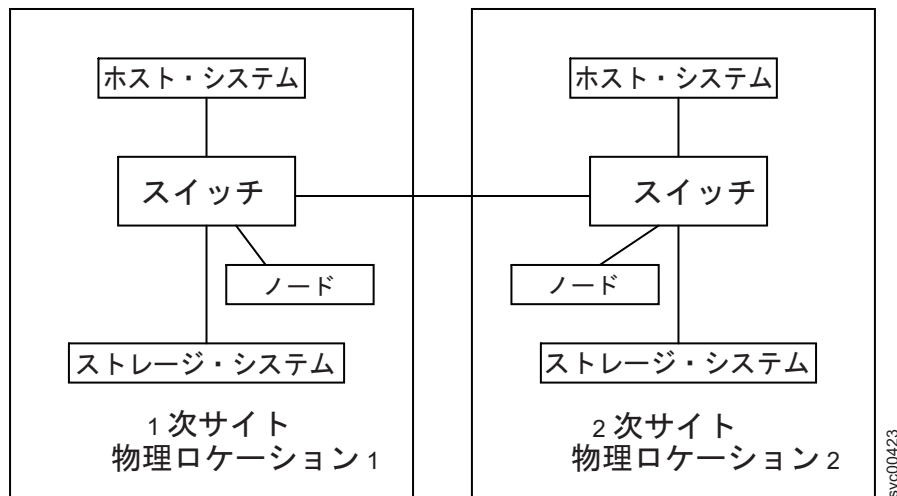 ホスト・システム
スイッチ
ノード
ストレージ・システム
1 次サイト
物理ロケーション 1
ホスト・システム
スイッチ
ノード
ストレージ・システム
2 次サイト
物理ロケーション 2
svc00423